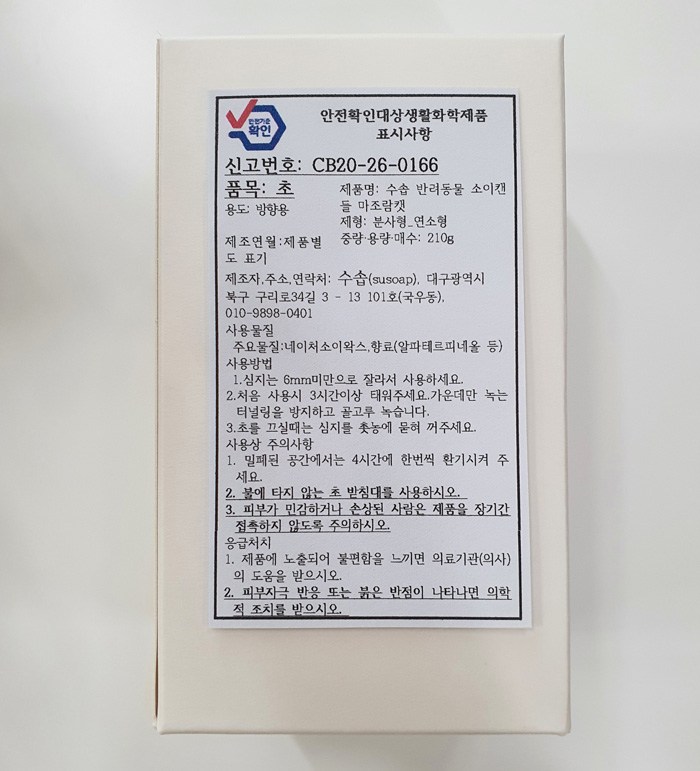 안전기준
확인
안전확인대상생활화학제품
표시사항
신고번호: CB20-26-0166
품목: 초
용도: 방향용
제조연월:제품별
도 표기
제품명: 수솝 반려동물 소이캔
들 마조람캣
제형: 분사형_연소형
중량·용량·매수: 210g
제조자,주소,연락처: 수솝(susoap), 대구광역시
북구 구리로34길 3 - 13 101호(국우동),
010-9898-0401
사용물질
주요물질:네이처소이왁스,향료(알파테르피네올 등)
사용방법
1.심지는 6mm미만으로 잘라서 사용하세요.
2.처음 사용시 3시간이상 태워주세요.가운데만 녹는
터널링을 방지하고 골고루 녹습니다.
3.초를 끄실때는 심지를 촛농에 묻혀 꺼주세요.
사용상 주의사항
1. 밀폐된 공간에서는 4시간에 한번씩 환기시켜 주
세요.
2. 불에 타지 않는 초 받침대를 사용하시오.
3. 피부가 민감하거나 손상된 사람은 제품을 장기간
접촉하지 않도록 주의하시오.
응급처치
1. 제품에 노출되어 불편함을 느끼면 의료기관(의사)
의 도움을 받으시오.
2. 피부자극 반응 또는 붉은 반점이 나타나면 의학
적 조치를 받으시오.